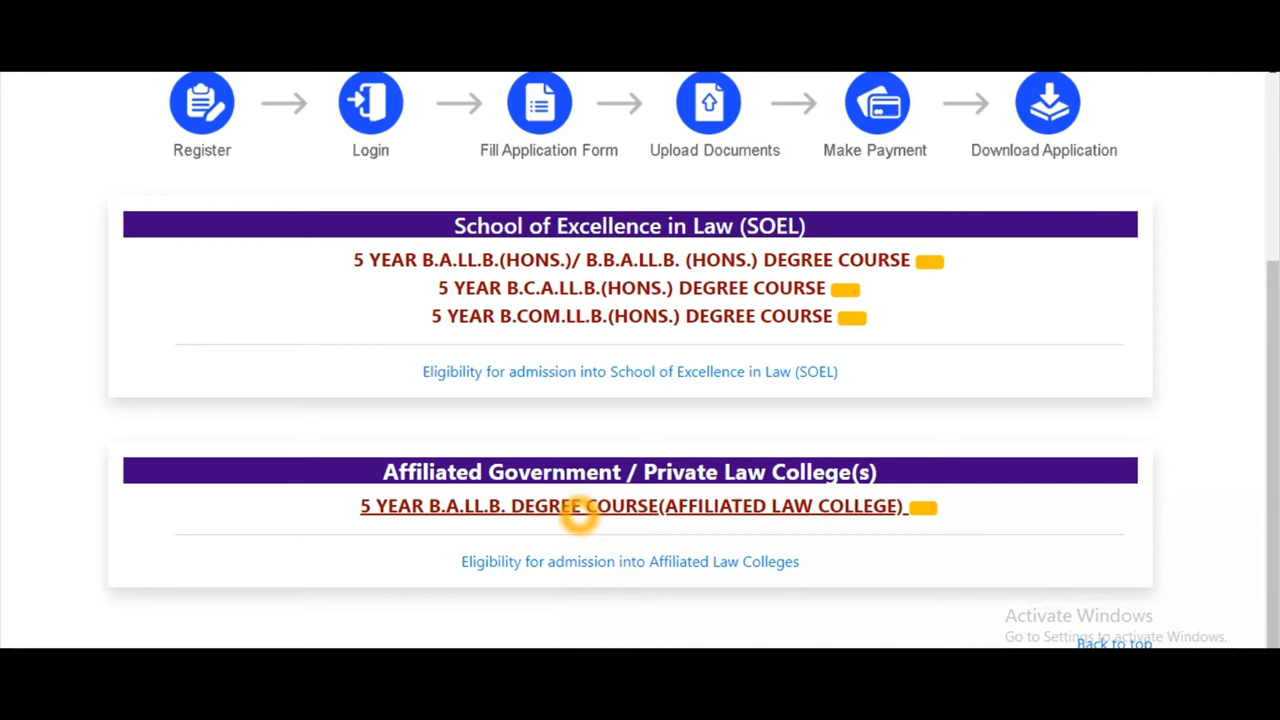 Register
Login
Fill Application Form
Upload Documents
Make Payment
Download Application
School of Excellence in Law (SOEL)
5 YEAR B.A.LL.B.(HONS.)/ B.B.A.LL.B. (HONS.) DEGREE COURSE
5 YEAR B.C.A.LL.B.(HONS.) DEGREE COURSE
5 YEAR B.COM.LL.B.(HONS.) DEGREE COURSE
Eligibility for admission into School of Excellence in Law (SOEL)
Affiliated Government / Private Law College(s)
5 YEAR B.A.LL.B. DEGREE COURSE(AFFILIATED LAW COLLEGE)
Eligibility for admission into Affiliated Law Colleges
Activate Windows
Go to Settings to activate Windows.
Back to top